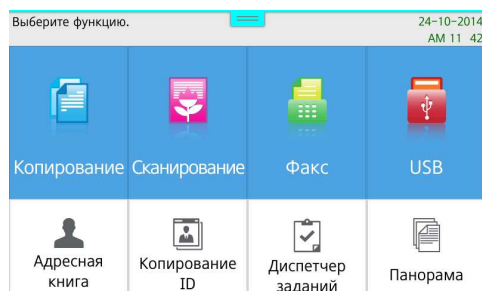 Выберите функцию.
24-10-2014
AM 11 42
Копирование Сканирование Факс USB
Адресная книга
Копирование ID
Диспетчер заданий
Панорама